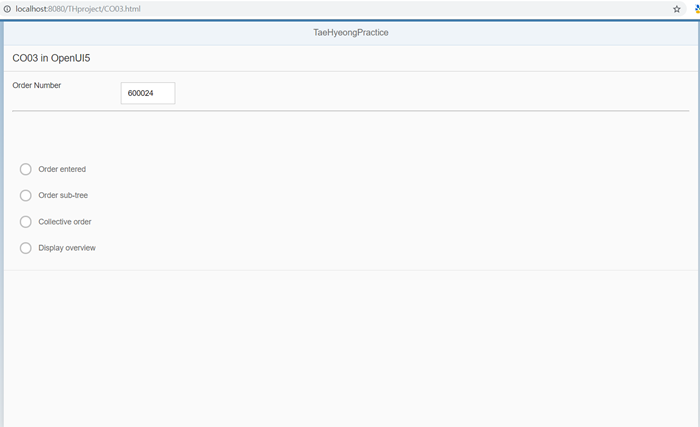 localhost:8080/THproject/CO03.html
TaeHyeongPractice
CO03 in OpenUI5
Order Number
600024
Order entered
Order sub-tree
Collective order
Display overview